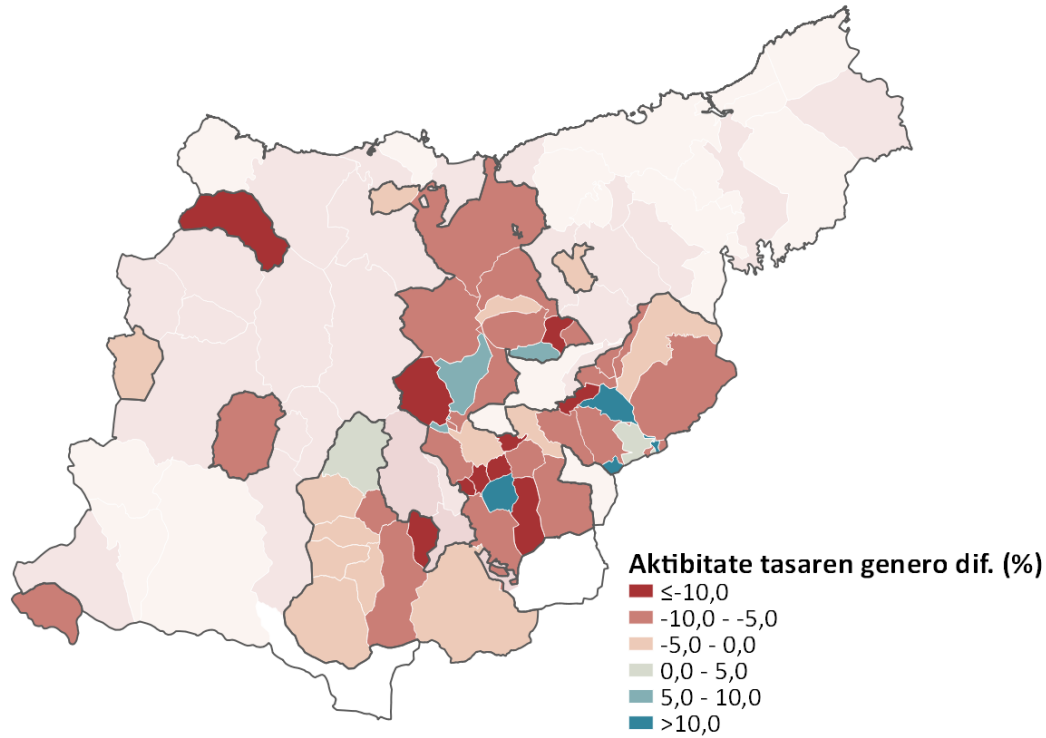 Aktibitate tasaren genero dif. (%)
≤-10,0
-10,0 - -5,0
-5,0 - 0,0
0,0 - 5,0
5,0 - 10,0
>10,0